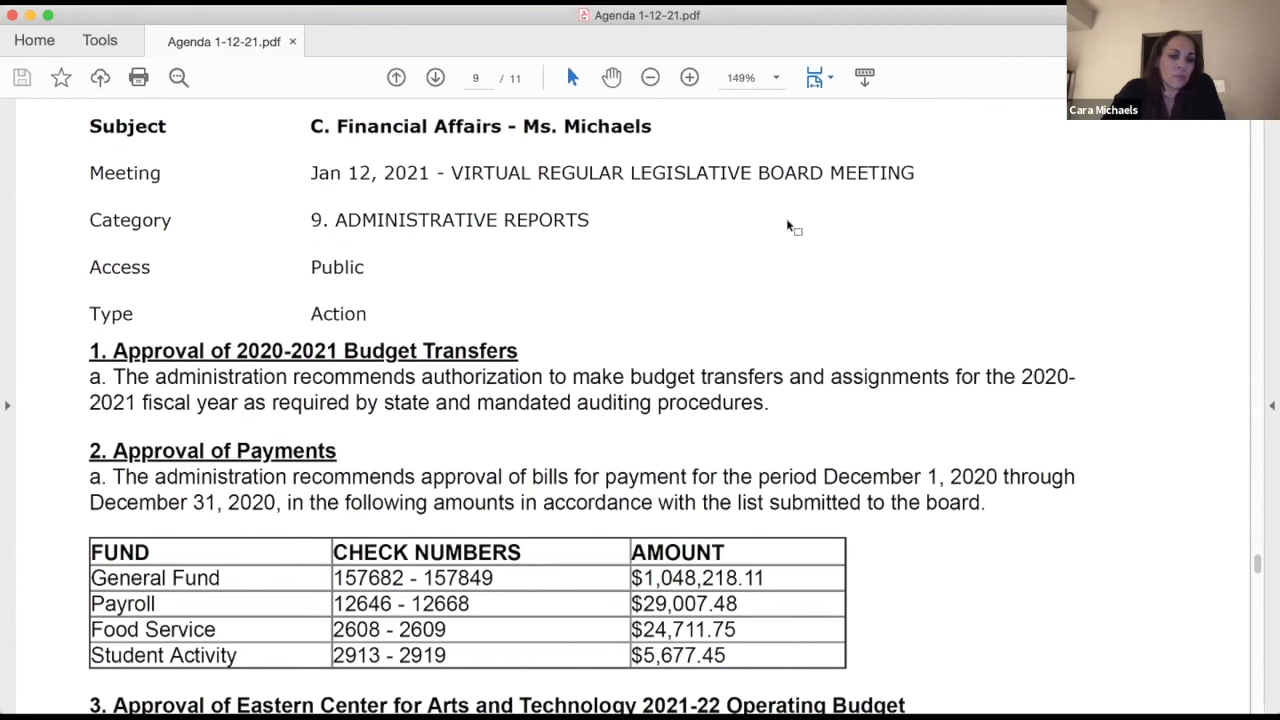 Agenda 1-12-21.pdf
Home Tools Agenda 1-12-21.pdf ×
9 / 11 149%
Cara Michaels
Subject C. Financial Affairs - Ms. Michaels
Meeting Jan 12, 2021 - VIRTUAL REGULAR LEGISLATIVE BOARD MEETING
Category 9. ADMINISTRATIVE REPORTS
Access Public
Type Action
1. Approval of 2020-2021 Budget Transfers
a. The administration recommends authorization to make budget transfers and assignments for the 2020-
2021 fiscal year as required by state and mandated auditing procedures.
2. Approval of Payments
a. The administration recommends approval of bills for payment for the period December 1, 2020 through
December 31, 2020, in the following amounts in accordance with the list submitted to the board.
FUND CHECK NUMBERS AMOUNT
General Fund 157682 - 157849 $1,048,218.11
Payroll 12646 - 12668 $29,007.48
Food Service 2608 - 2609 $24,711.75
Student Activity 2913 - 2919 $5,677.45
3. Approval of Eastern Center for Arts and Technology 2021-22 Operating Budget